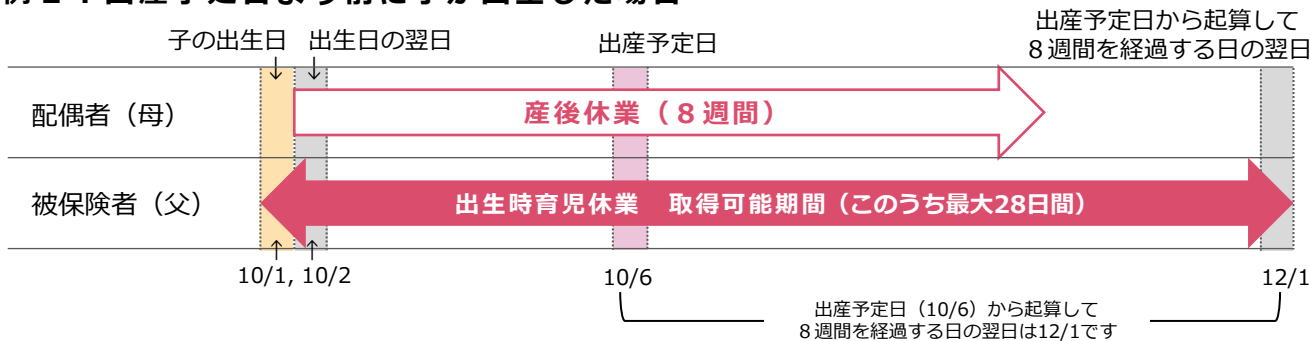 子の出生日 出生日の翌日 出産予定日 出産予定日から起算して
８週間を経過する日の翌日
↓ ↓
配偶者（母） 産後休業（８週間）
被保険者（父） 出生時育児休業　取得可能期間（このうち最大28日間）
↑ ↑
10/1, 10/2 10/6 12/1
出産予定日（10/6）から起算して
８週間を経過する日の翌日は12/1です